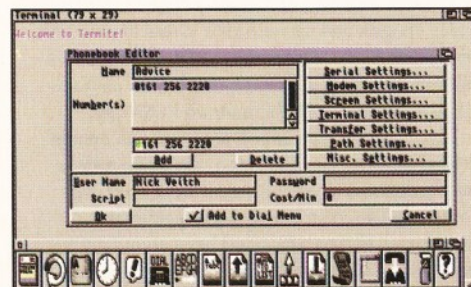 Terminal (79 x 29)
Welcome to Termite!
Phonebook Editor
Name Advice
Number(s) 0161 256 2220
0161 256 2220
Add Delete
Serial Settings...
Modem Settings...
Screen Settings...
Terminal Settings...
Transfer Settings...
Path Settings...
Misc. Settings...
User Name Nick Veitch Password
Script Cost/Min 0
Ok Add to Dial Menu Cancel
DIAL